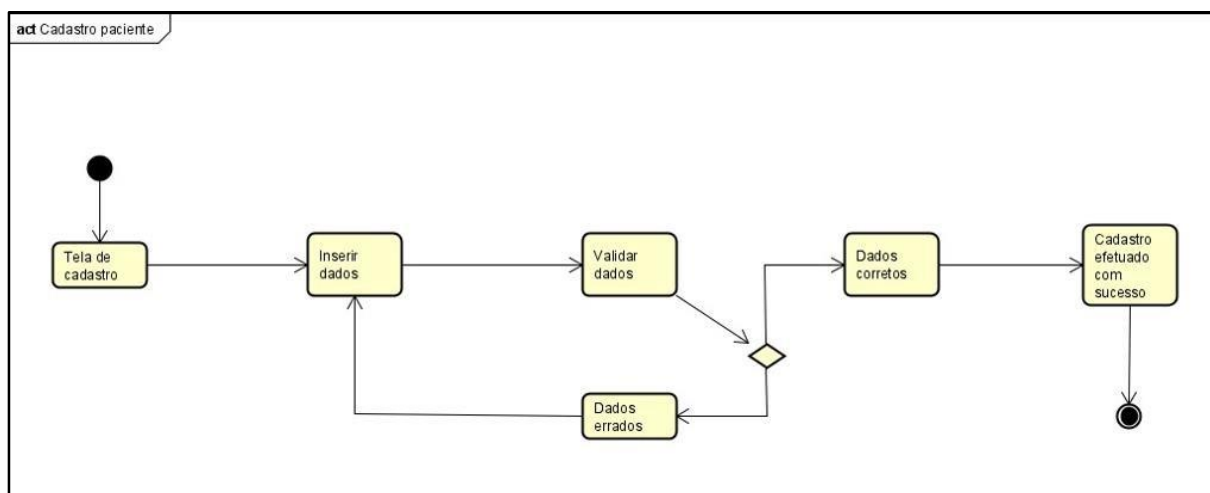 act Cadastro paciente
Tela de
cadastro
Inserir
dados
Validar
dados
Dados
corretos
Cadastro
efetuado
com
sucesso
Dados
errados